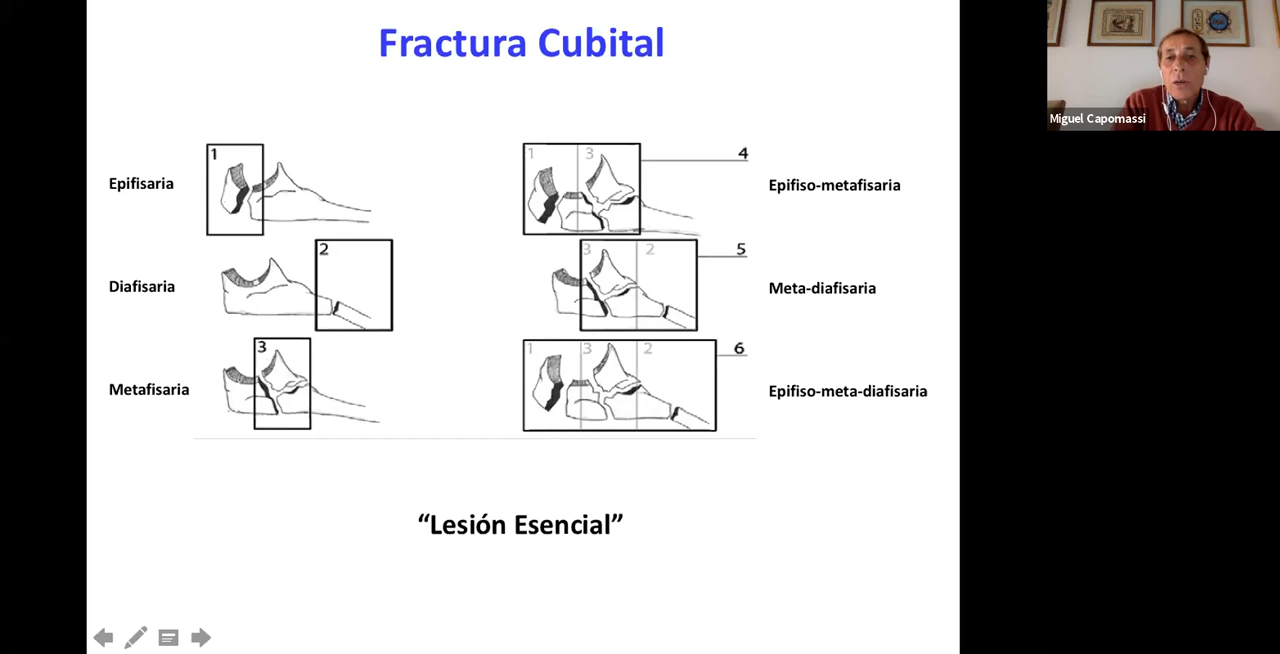 Fractura Cubital
Miguel Capomassi
1
Epifisaria
1 3 4
Epifiso-metafisaria
2
Diafisaria
3 2 5
Meta-diafisaria
3
Metafisaria
1 3 2 6
Epifiso-meta-diafisaria
“Lesión Esencial”